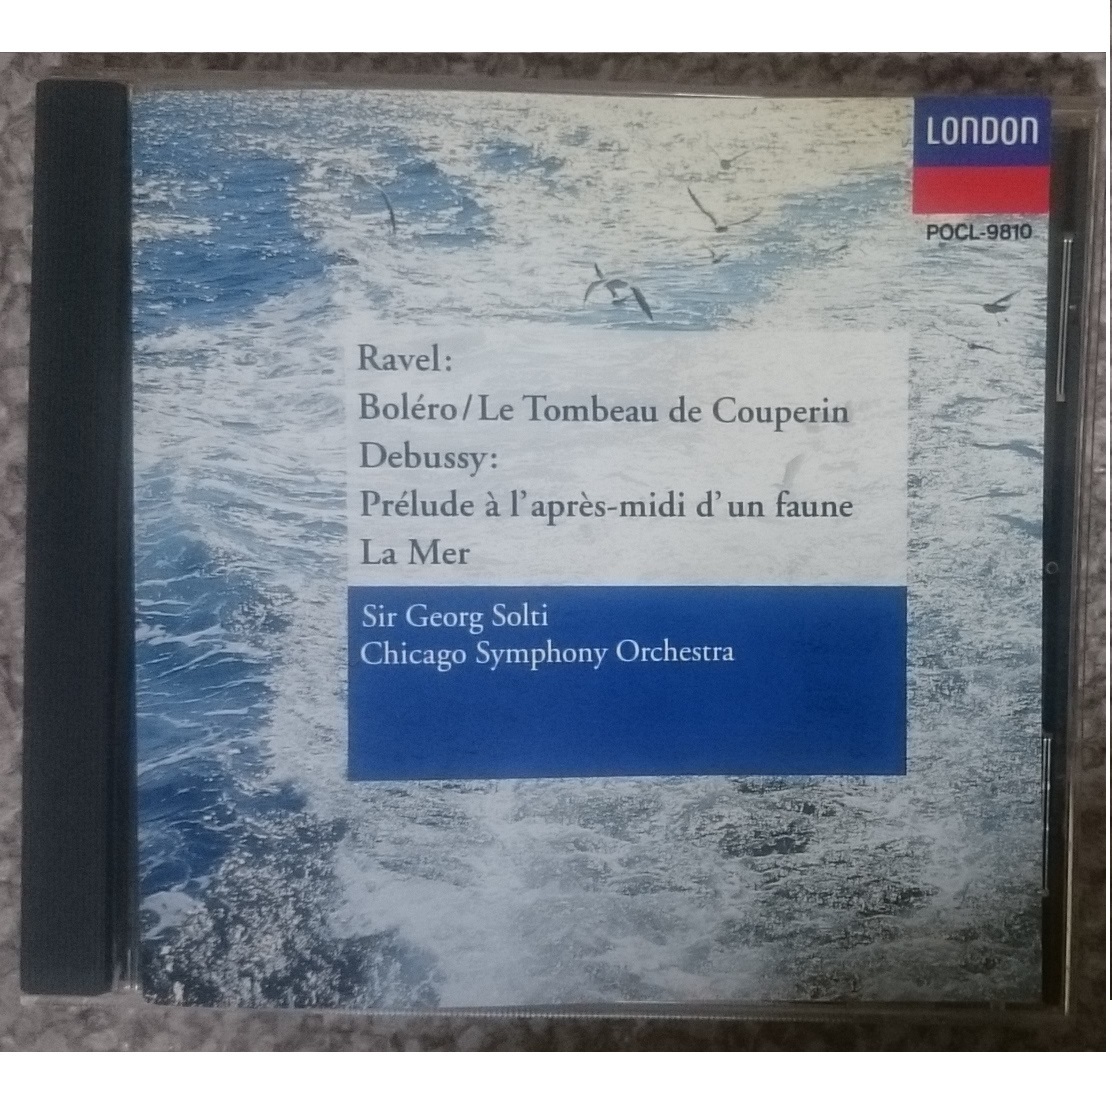 LONDON
POCL-9810
Ravel:
Boléro/Le Tombeau de Couperin
Debussy:
Prélude à l'après-midi d'un faune
La Mer
Sir Georg Solti
Chicago Symphony Orchestra